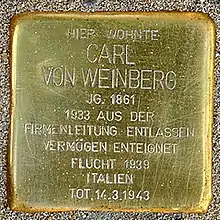 HIER WOHNTE
CARL
VON WEINBERG
JG. 1861
1933 AUS DER
FIRMENLEITUNG ENTLASSEN
VERMÖGEN ENTEIGNET
FLUCHT 1939
ITALIEN
TOT 14.3.1943